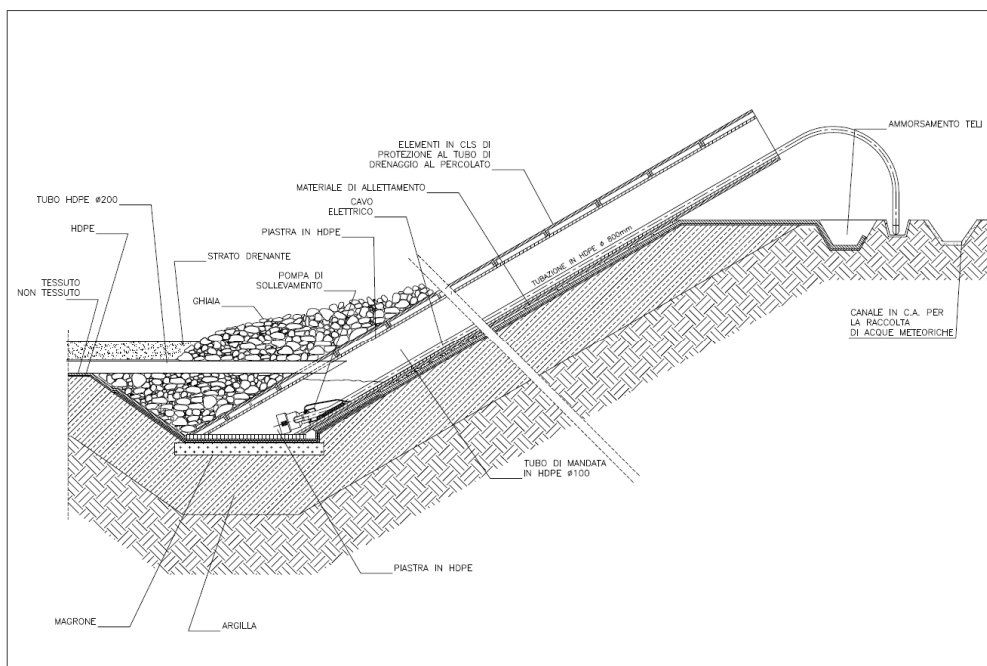 AMMORSAMENTO TELI
ELEMENTI IN CLS DI
PROTEZIONE AL TUBO DI
DRENAGGIO AL PERCOLATO
MATERIALE DI ALLETTAMENTO
CAVO
ELETTRICO
TUBO HDPE ø200
HDPE
PIASTRA IN HDPE
STRATO DRENANTE
TESSUTO
NON TESSUTO
POMPA DI
SOLLEVAMENTO
GHIAIA
TUBAZIONE IN HDPE ø 800mm
CANALE IN C.A. PER
LA RACCOLTA
DI ACQUE METEORICHE
TUBO DI MANDATA
IN HDPE ø100
PIASTRA IN HDPE
MAGRONE
ARGILLA